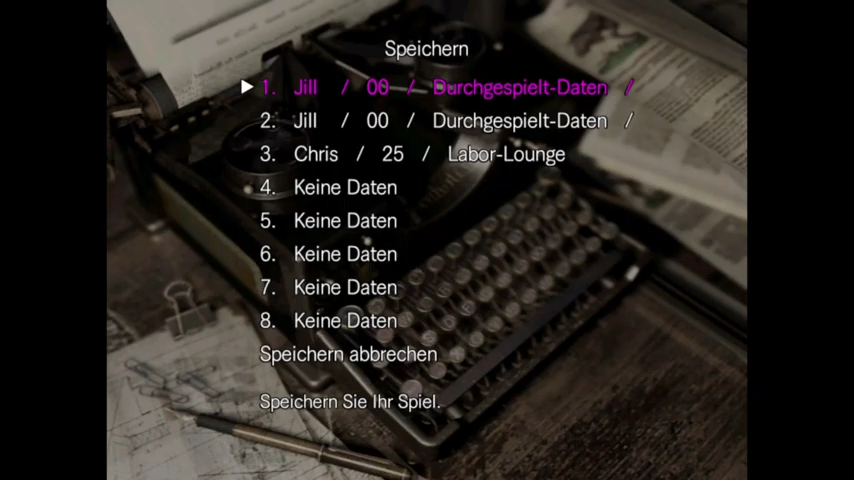 Speichern
1. Jill / 00 / Durchgespielt-Daten /
2. Jill / 00 / Durchgespielt-Daten /
3. Chris / 25 / Labor-Lounge
4. Keine Daten
5. Keine Daten
6. Keine Daten
7. Keine Daten
8. Keine Daten
Speichern abbrechen
Speichern Sie Ihr Spiel.